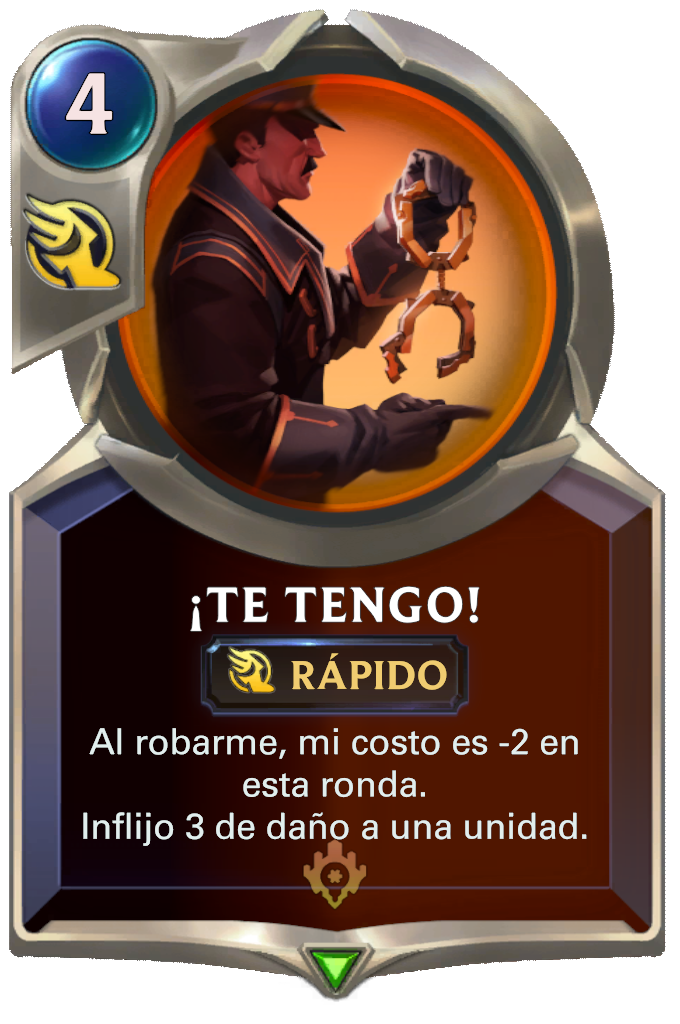 4
¡TE TENGO!
RÁPIDO
Al robarme, mi costo es -2 en
esta ronda.
Inflijo 3 de daño a una unidad.